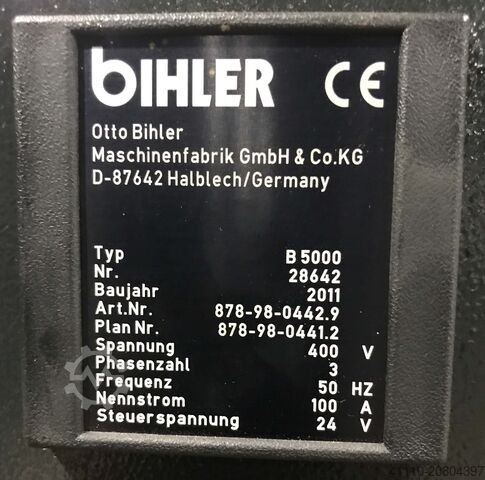 BIHLER CE
Otto Bihler
Maschinenfabrik GmbH & Co.KG
D-87642 Halblech/Germany
Typ B 5000
Nr. 28642
Baujahr 2011
Art.Nr. 878-98-0442.9
Plan Nr. 878-98-0441.2
Spannung 400 V
Phasenzahl 3
Frequenz 50 HZ
Nennstrom 100 A
Steuerspannung 24 V
41119-20804397